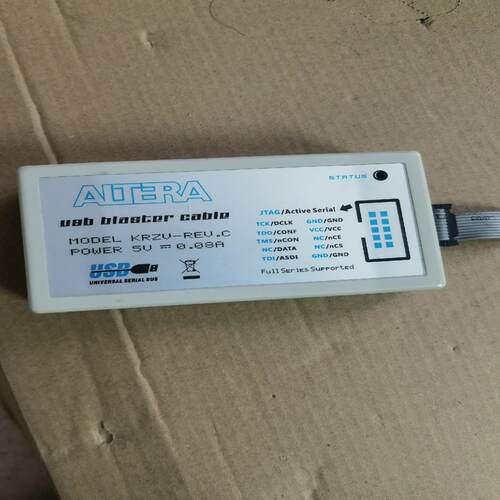 ALTERA
usb blaster cable
MODEL KRZV-REV.C
POWER 5V = 0.08A
USB
UNIVERSAL SERIAL BUS
STATUS
JTAG/Active Serial
TCK/DCLK GND/GND
TDO/CONF VCC/VCC
TMS/nCON NC/nCE
NC/DATA NC/nCS
TDI/ASDI GND/GND
Full Series Supported